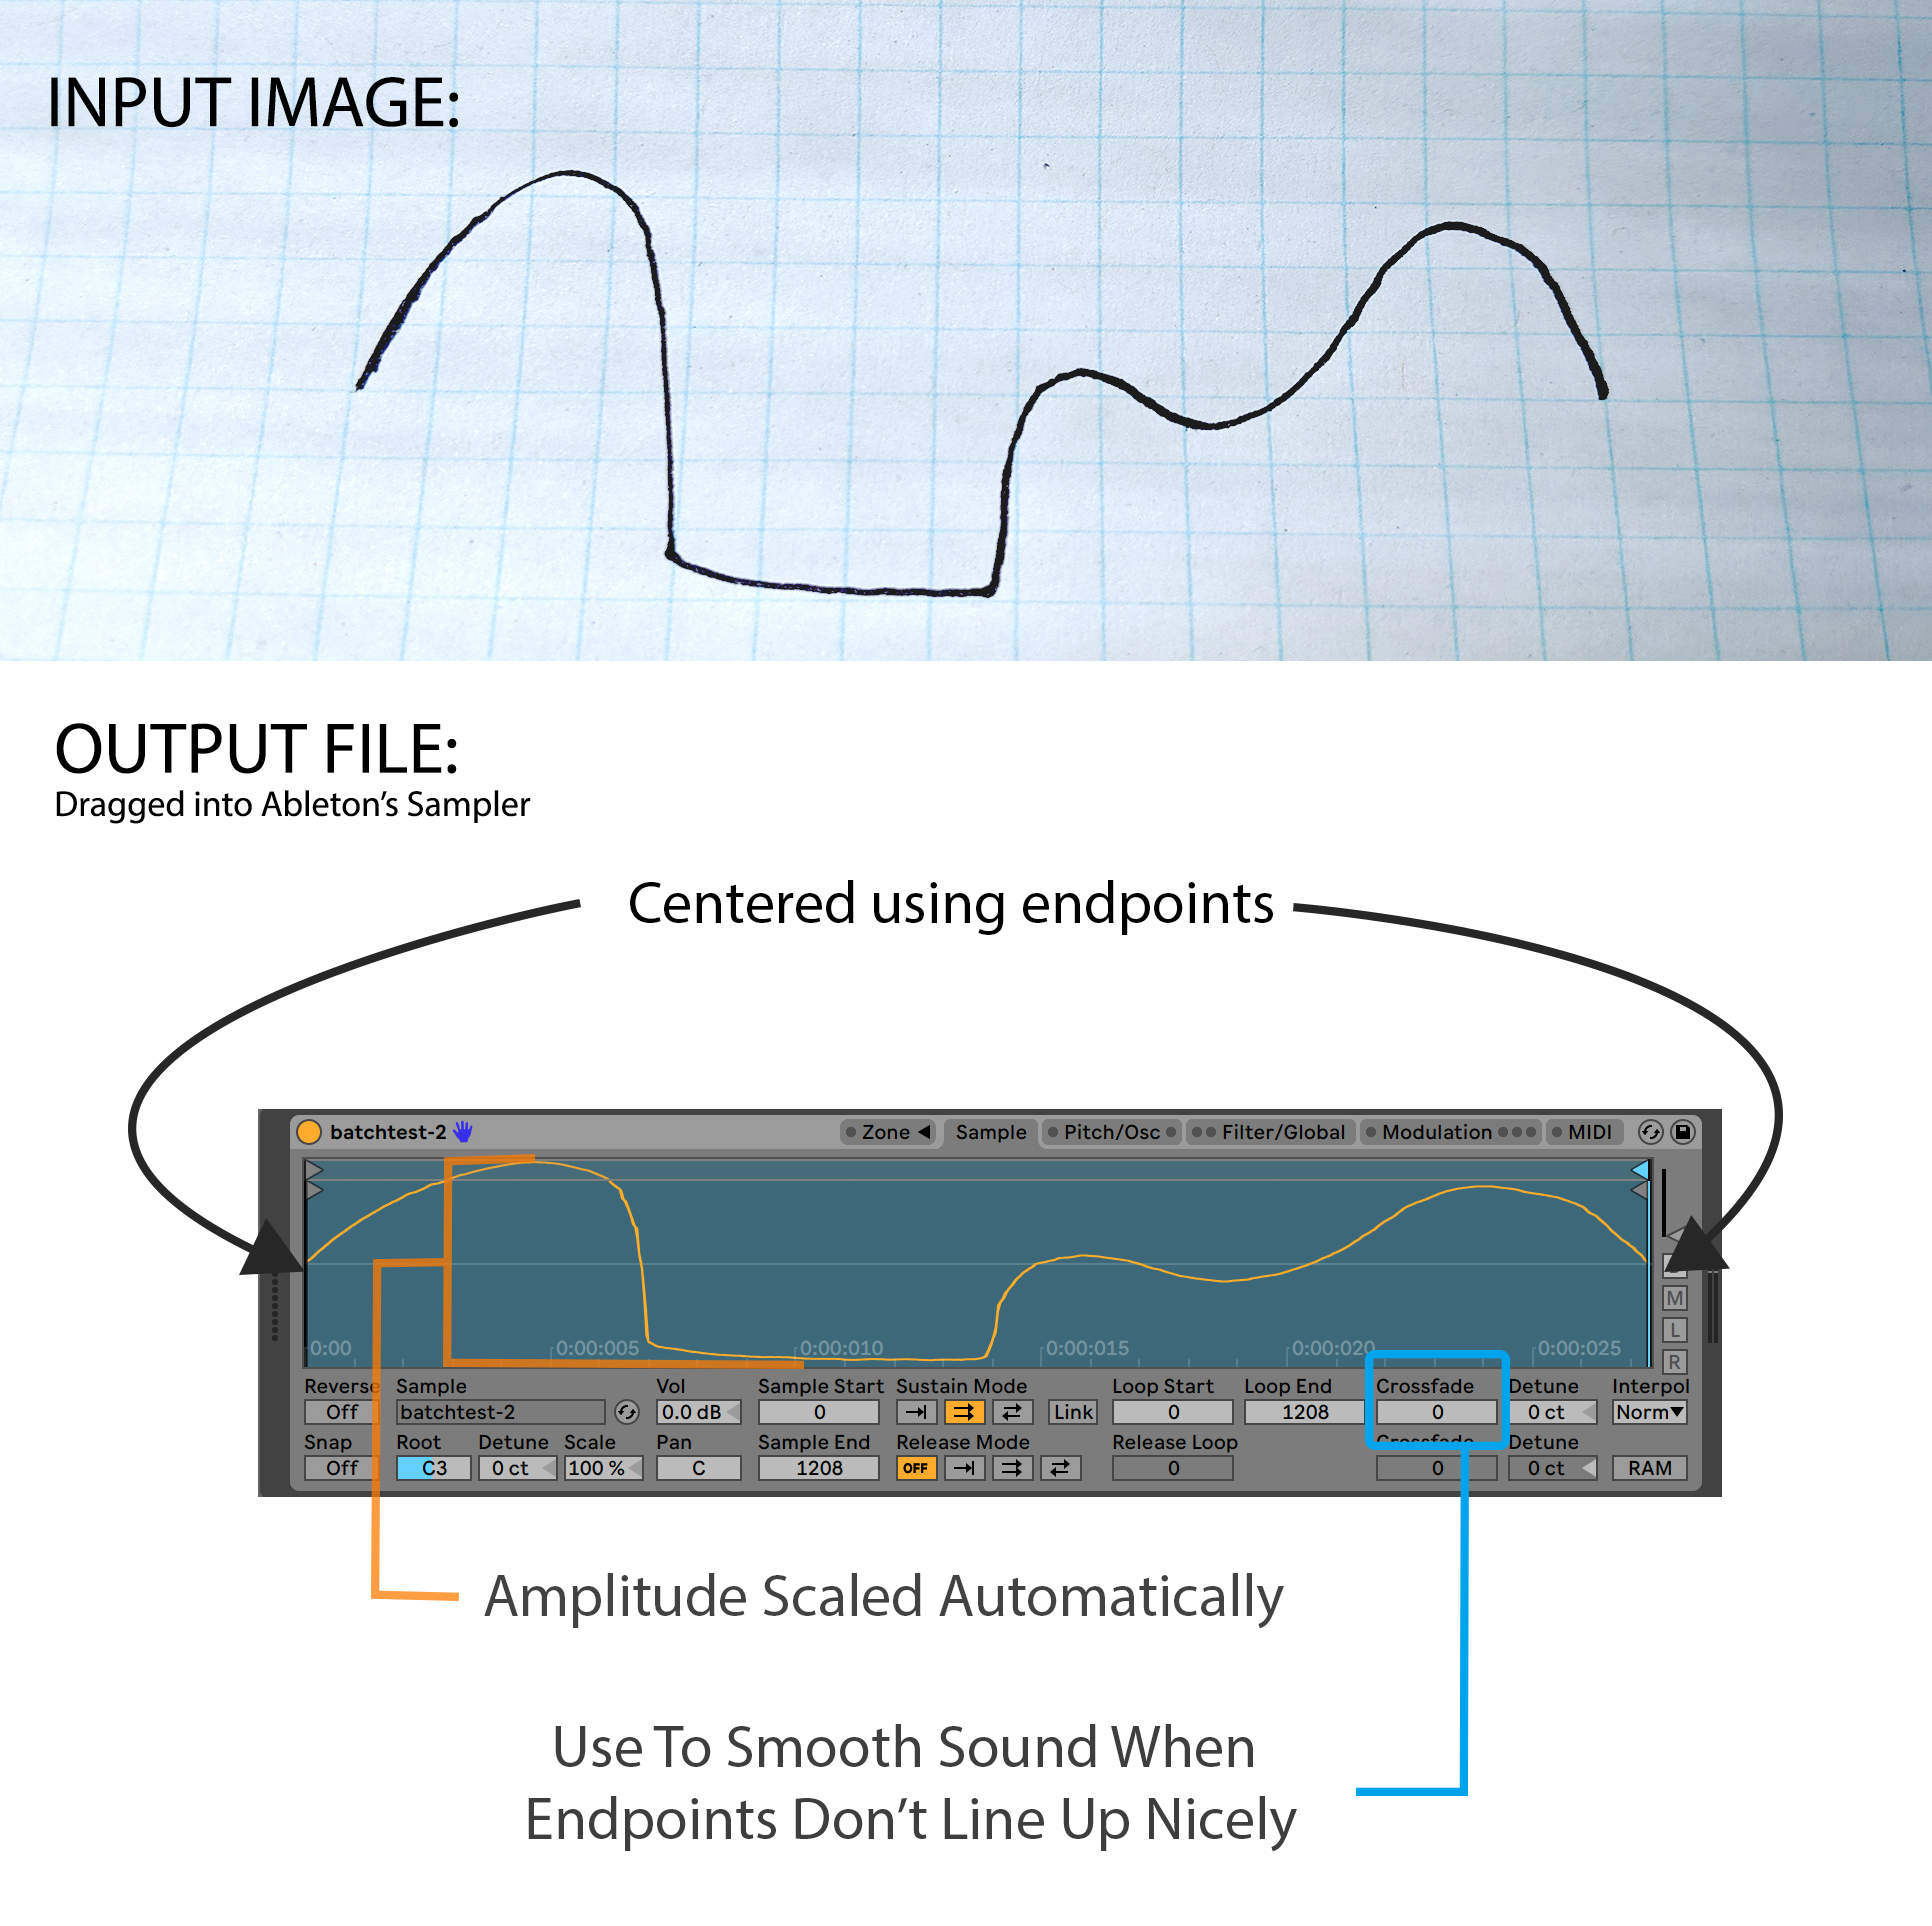 INPUT IMAGE:
OUTPUT FILE:
Dragged into Ableton's Sampler
Centered using endpoints
batchtest-2 Zone Sample Pitch/Osc Filter/Global Modulation MIDI
0:00 0:00:005 0:00:010 0:00:015 0:00:020 0:00:025
M
L
R
Reverse Sample Vol Sample Start Sustain Mode Loop Start Loop End Crossfade Detune Interpol
Off batchtest-2 0.0 dB 0 Link 0 1208 0 0 ct Norm
Snap Root Detune Scale Pan Sample End Release Mode Release Loop Crossfade Detune
Off C3 0 ct 100 % C 1208 OFF 0 0 0 ct RAM
Amplitude Scaled Automatically
Use To Smooth Sound When
Endpoints Don't Line Up Nicely